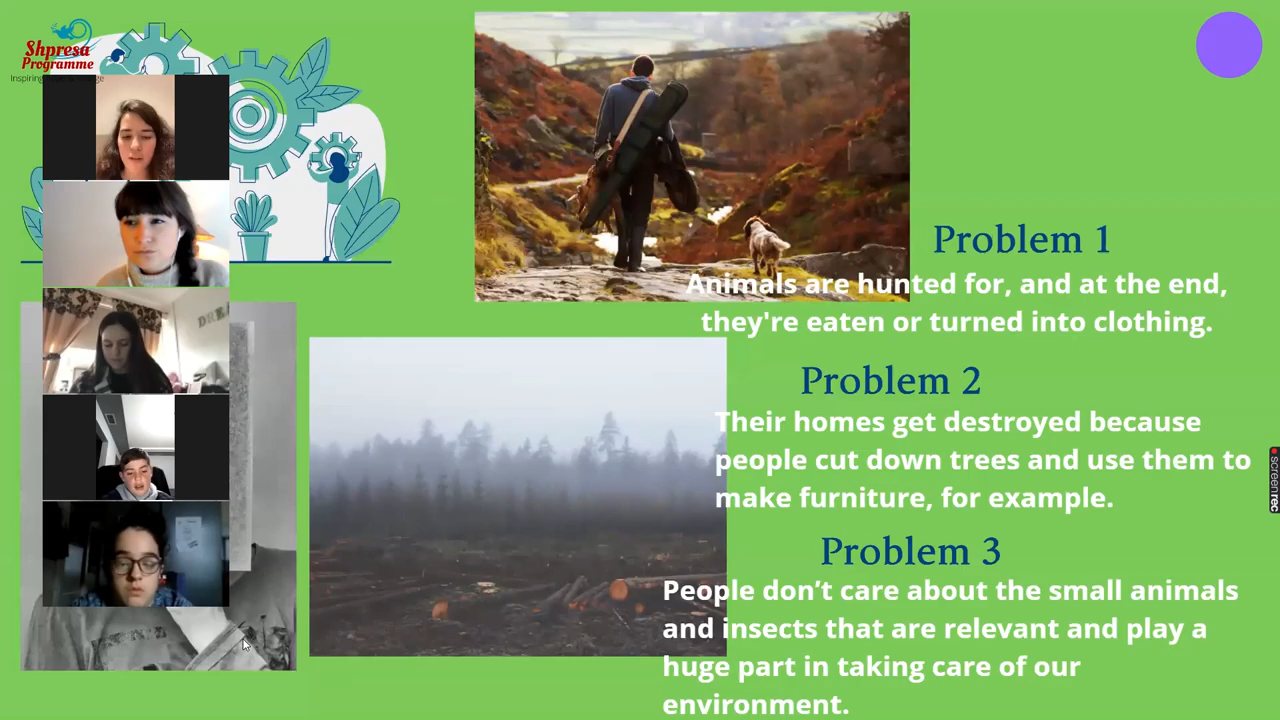 Shpresa
Programme
Problem 1
Animals are hunted for, and at the end,
they're eaten or turned into clothing.
Problem 2
Their homes get destroyed because
people cut down trees and use them to
make furniture, for example.
Problem 3
People don’t care about the small animals
and insects that are relevant and play a
huge part in taking care of our
environment.
Screenrec